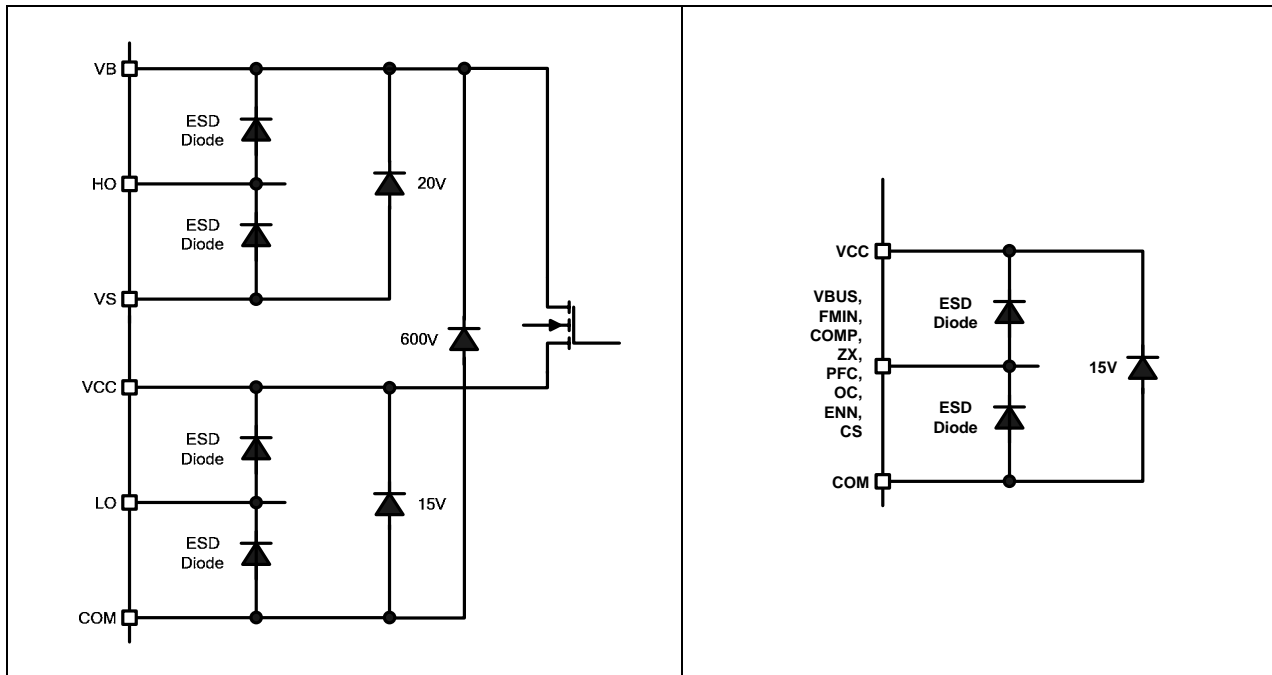 VB
ESD
Diode
HO
20V
ESD
Diode
VS
600V
VCC
ESD
Diode
LO
15V
ESD
Diode
COM
VCC
VBUS,
FMIN,
COMP,
ZX,
PFC,
OC,
ENN,
CS
ESD
Diode
15V
ESD
Diode
COM